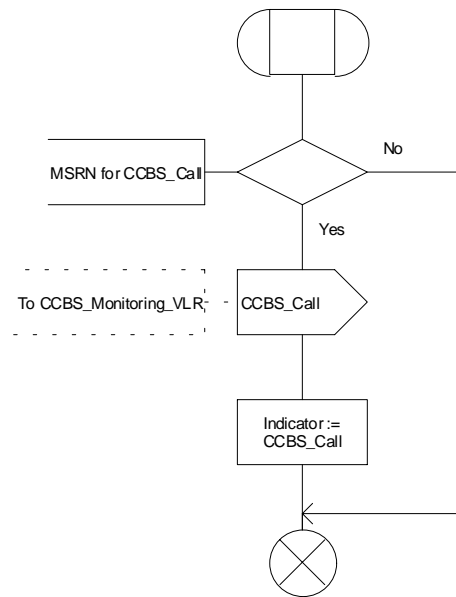 No
MSRN for CCBS_Call
Yes
To CCBS_Monitoring_VLR
CCBS_Call
Indicator :=
CCBS_Call